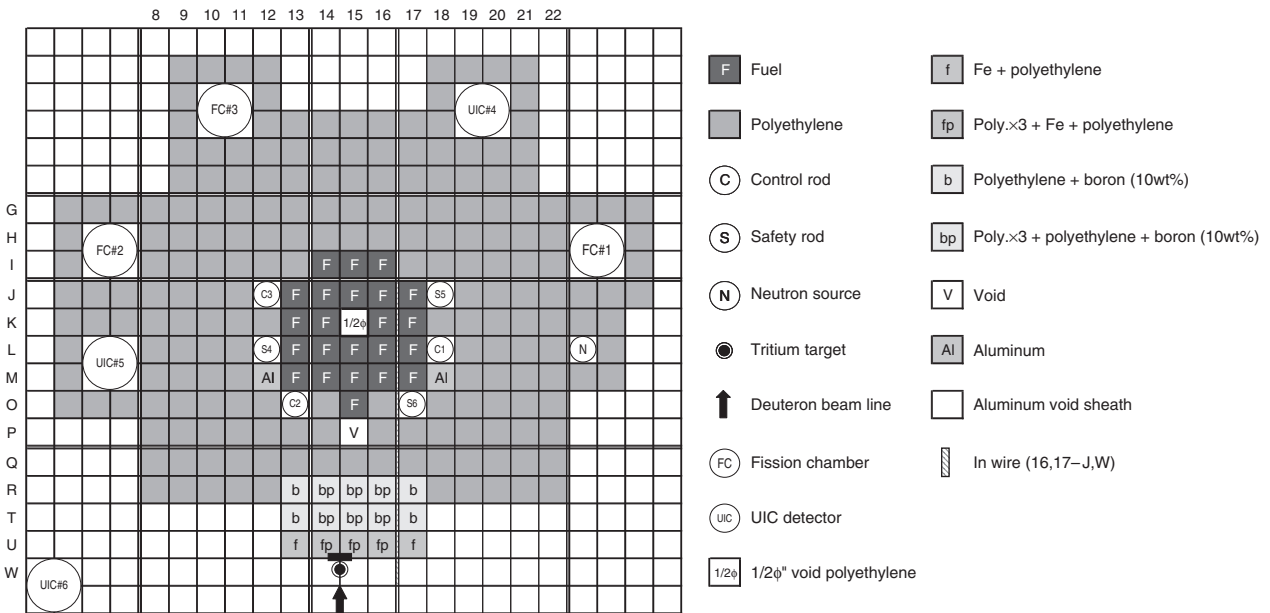 8 9 10 11 12 13 14 15 16 17 18 19 20 21 22
FC#3 UIC#4
G
H
FC#2 FC#1
I F F F
J C3 F F F F F S5
K F F 1/2ϕ F F
L S4 F F F F F C1 N
UIC#5
M Al F F F F F Al
O C2 F S6
P V
Q
R b bp bp bp b
T b bp bp bp b
U f fp fp fp f
W
UIC#6
F Fuel
Polyethylene
C Control rod
S Safety rod
N Neutron source
Tritium target
Deuteron beam line
FC Fission chamber
UIC UIC detector
1/2ϕ 1/2ϕ" void polyethylene
f Fe + polyethylene
fp Poly.×3 + Fe + polyethylene
b Polyethylene + boron (10wt%)
bp Poly.×3 + polyethylene + boron (10wt%)
V Void
Al Aluminum
Aluminum void sheath
In wire (16,17–J,W)